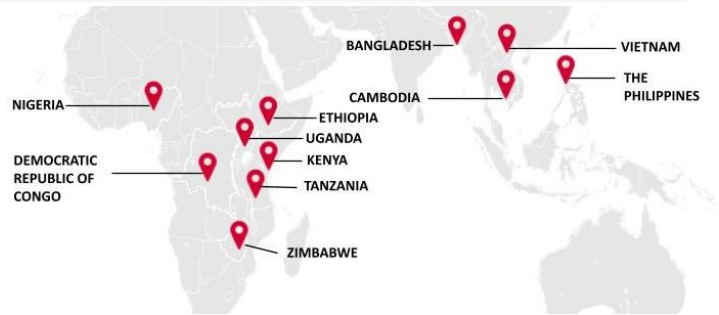 BANGLADESH
VIETNAM
CAMBODIA
THE
PHILIPPINES
NIGERIA
ETHIOPIA
UGANDA
DEMOCRATIC
REPUBLIC OF
CONGO
KENYA
TANZANIA
ZIMBABWE